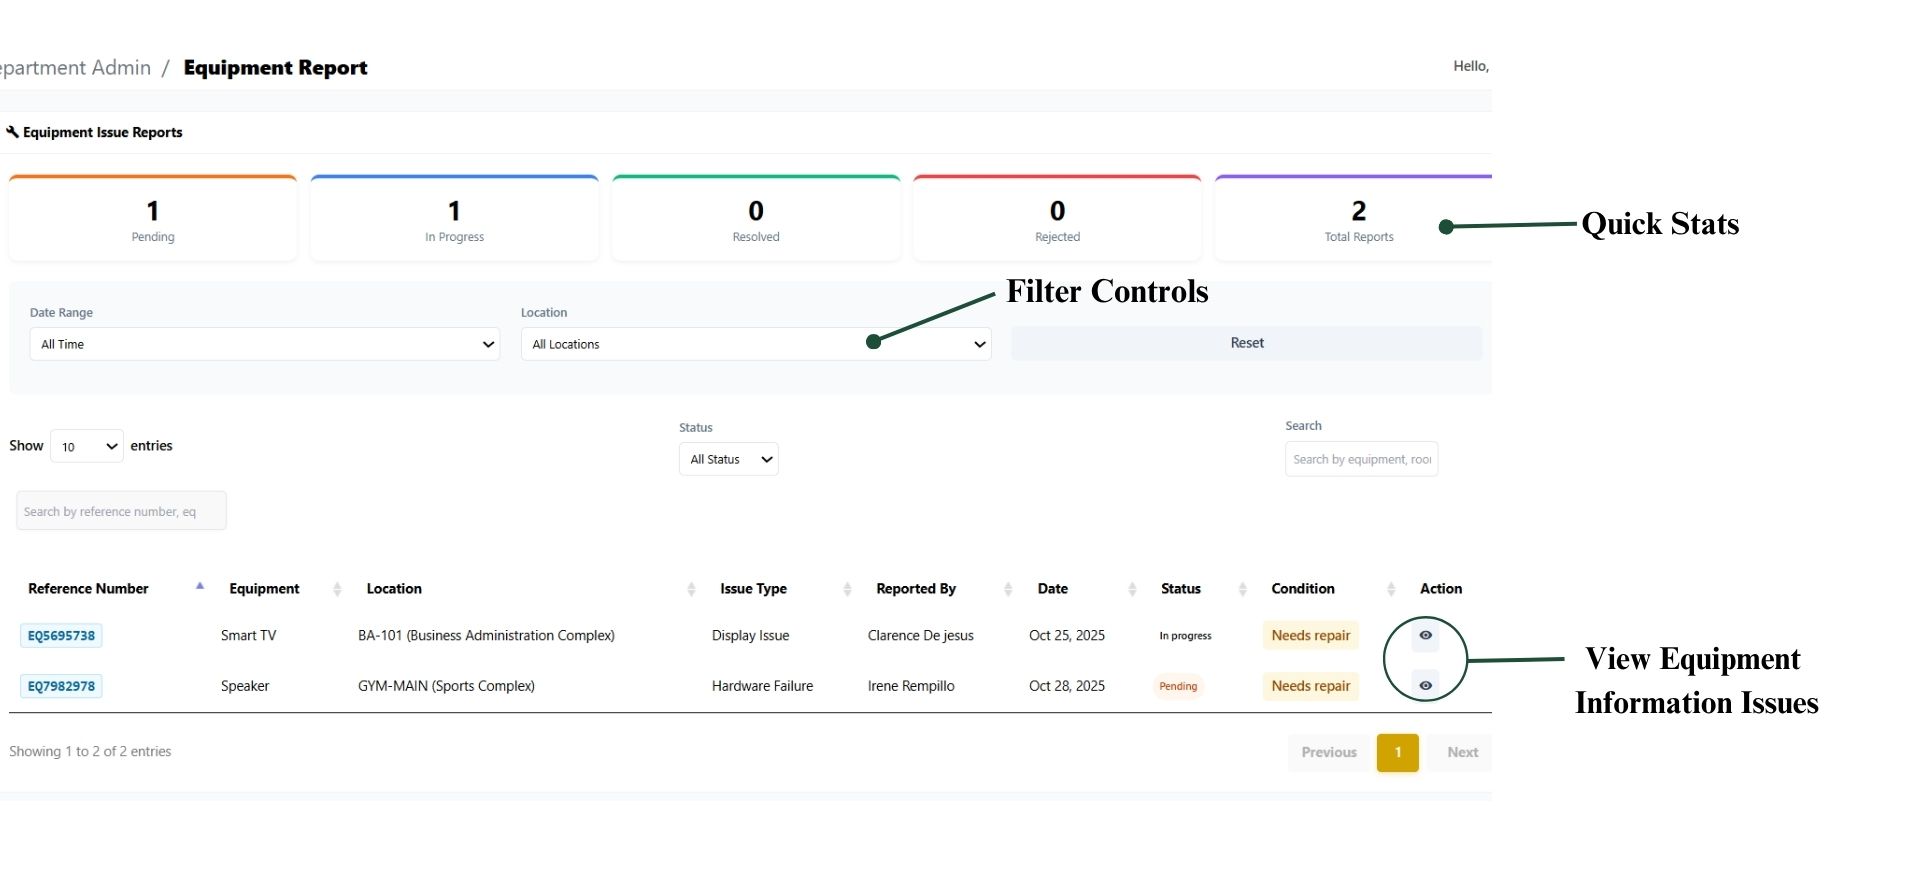 epartment Admin / Equipment Report
Hello,
Equipment Issue Reports
1
Pending
1
In Progress
0
Resolved
0
Rejected
2
Total Reports
Quick Stats
Filter Controls
Date Range
All Time
Location
All Locations
Reset
Show 10 entries
Status
All Status
Search
Search by equipment, roor
Search by reference number, eq
Reference Number Equipment Location Issue Type Reported By Date Status Condition Action
EQ5695738 Smart TV BA-101 (Business Administration Complex) Display Issue Clarence De jesus Oct 25, 2025 In progress Needs repair
EQ7982978 Speaker GYM-MAIN (Sports Complex) Hardware Failure Irene Rempillo Oct 28, 2025 Pending Needs repair
View Equipment
Information Issues
Showing 1 to 2 of 2 entries
Previous 1 Next